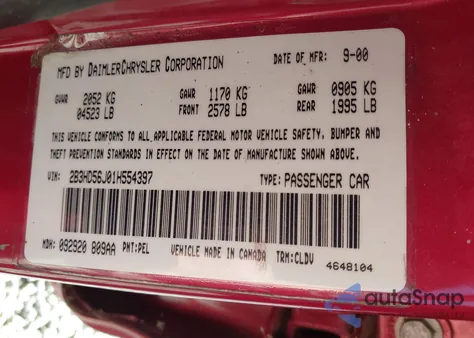 MFD BY DAIMLERCHRYSLER CORPORATION DATE OF MFR: 9-00
GVWR 2052 KG GAWR 1170 KG GAWR 0905 KG
04523 LB FRONT 2578 LB REAR 1995 LB
THIS VEHICLE CONFORMS TO ALL APPLICABLE FEDERAL MOTOR VEHICLE SAFETY, BUMPER AND
THEFT PREVENTION STANDARDS IN EFFECT ON THE DATE OF MANUFACTURE SHOWN ABOVE.
VIN: 2B3HD56J01H554397 TYPE: PASSENGER CAR
MDH: 092920 809AA PNT:PEL VEHICLE MADE IN CANADA TRM:CLDV
4648104
autoSnap